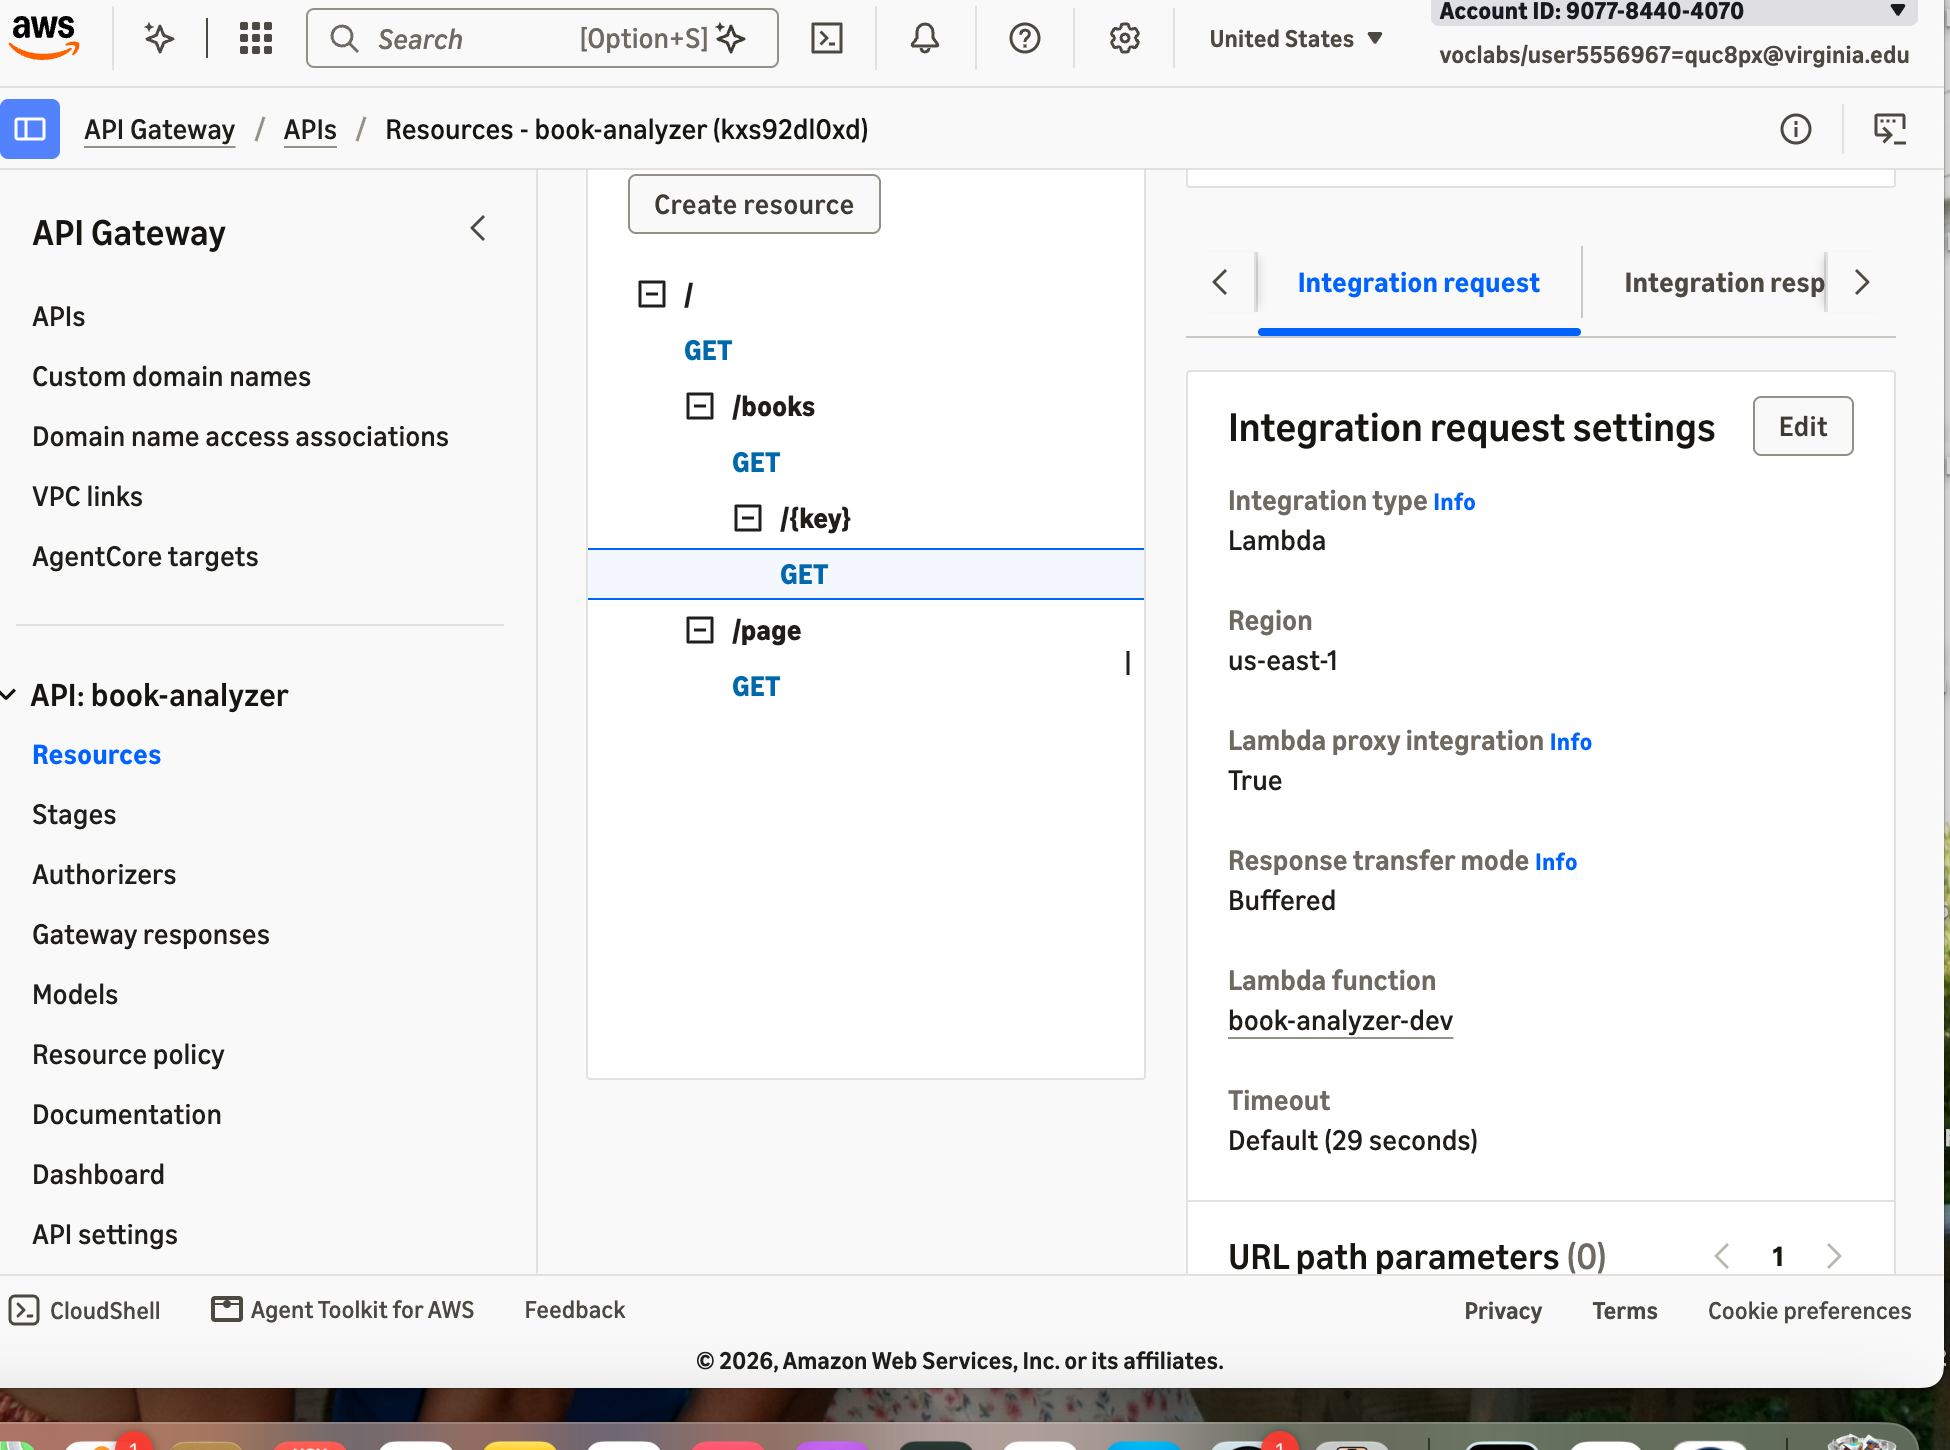 aws
Search
[Option+S]
United States
Account ID: 9077-8440-4070
voclabs/user5556967=quc8px@virginia.edu
API Gateway / APIs / Resources - book-analyzer (kxs92dl0xd)
API Gateway
APIs
Custom domain names
Domain name access associations
VPC links
AgentCore targets
API: book-analyzer
Resources
Stages
Authorizers
Gateway responses
Models
Resource policy
Documentation
Dashboard
API settings
Create resource
/
GET
/books
GET
/{key}
GET
/page
GET
Integration request
Integration resp
Integration request settings
Edit
Integration type Info
Lambda
Region
us-east-1
Lambda proxy integration Info
True
Response transfer mode Info
Buffered
Lambda function
book-analyzer-dev
Timeout
Default (29 seconds)
URL path parameters (0)
1
CloudShell
Agent Toolkit for AWS
Feedback
Privacy
Terms
Cookie preferences
© 2026, Amazon Web Services, Inc. or its affiliates.
1
1